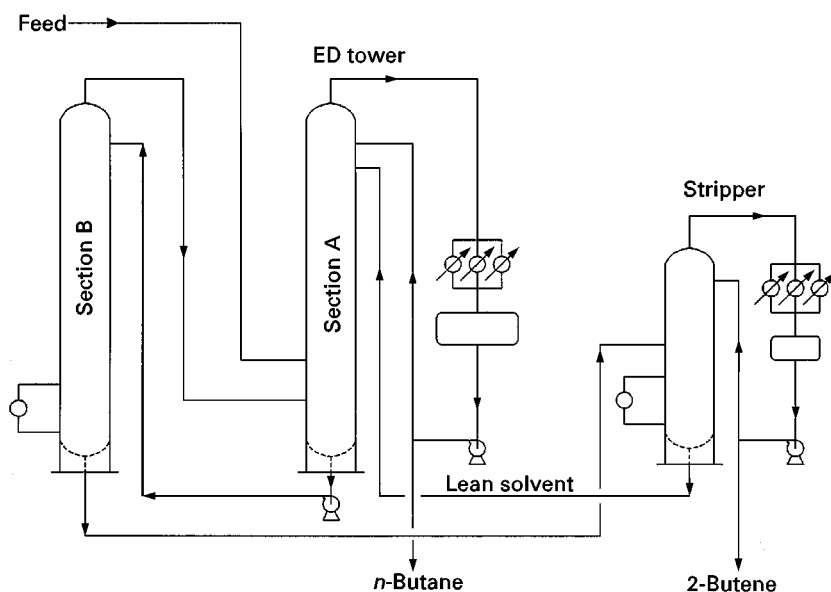 Feed
ED tower
Section B
Section A
Stripper
Lean solvent
n-Butane
2-Butene